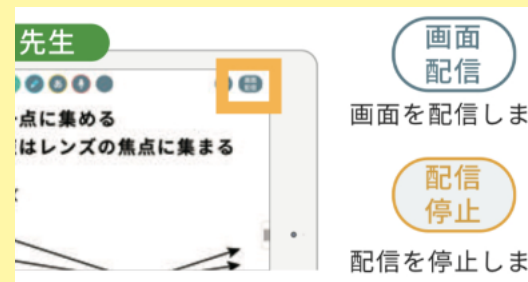 先生
点に集める
はレンズの焦点に集まる
画面
配信
画面を配信しま
配信
停止
配信を停止しま